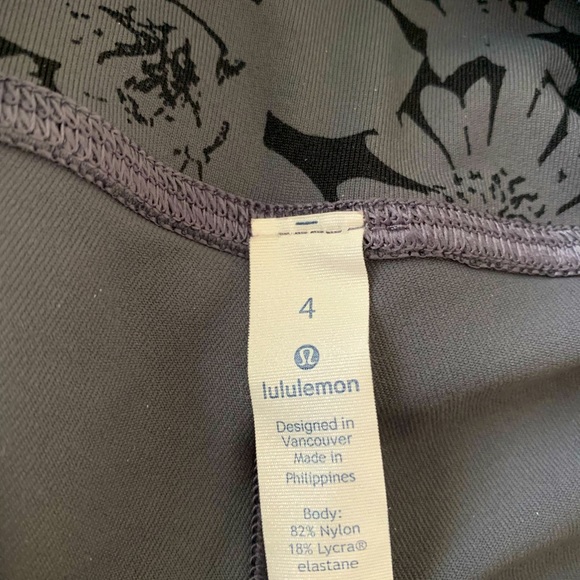 4
lululemon
Designed in
Vancouver
Made in
Philippines
Body:
82% Nylon
18% Lycra®
elastane